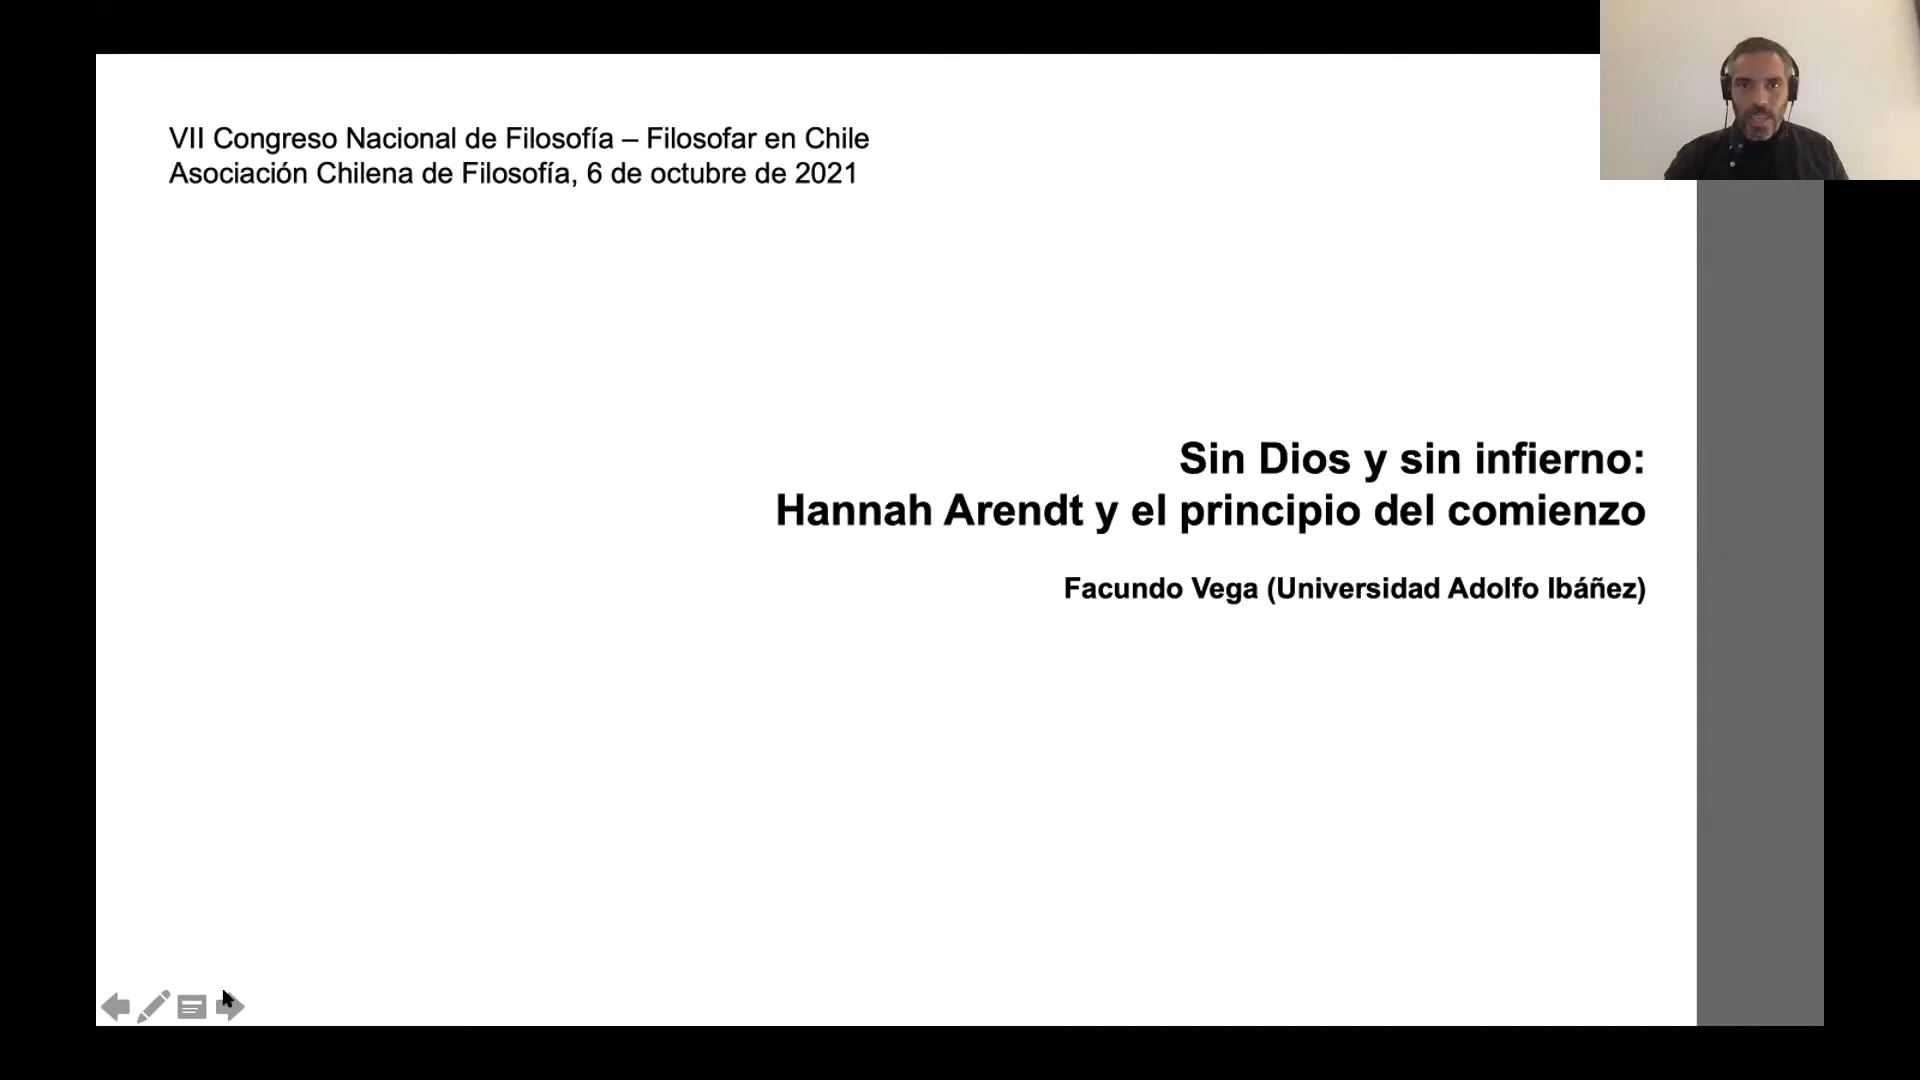 VII Congreso Nacional de Filosofía – Filosofar en Chile
Asociación Chilena de Filosofía, 6 de octubre de 2021
Sin Dios y sin infierno:
Hannah Arendt y el principio del comienzo
Facundo Vega (Universidad Adolfo Ibáñez)